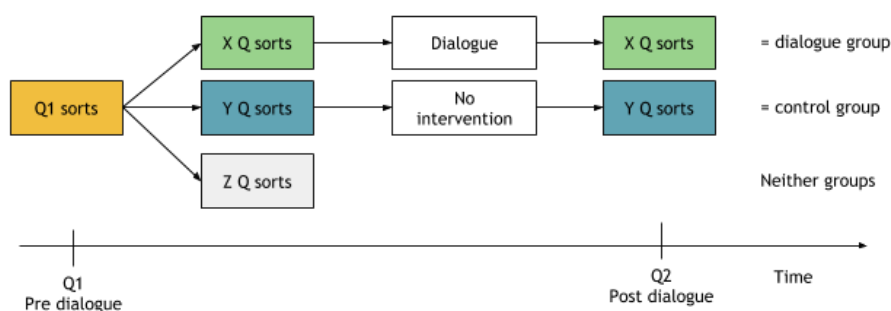 X Q sorts
Dialogue
X Q sorts
= dialogue group
Q1 sorts
Y Q sorts
No
intervention
Y Q sorts
= control group
Z Q sorts
Neither groups
Q1
Pre dialogue
Q2
Post dialogue
Time